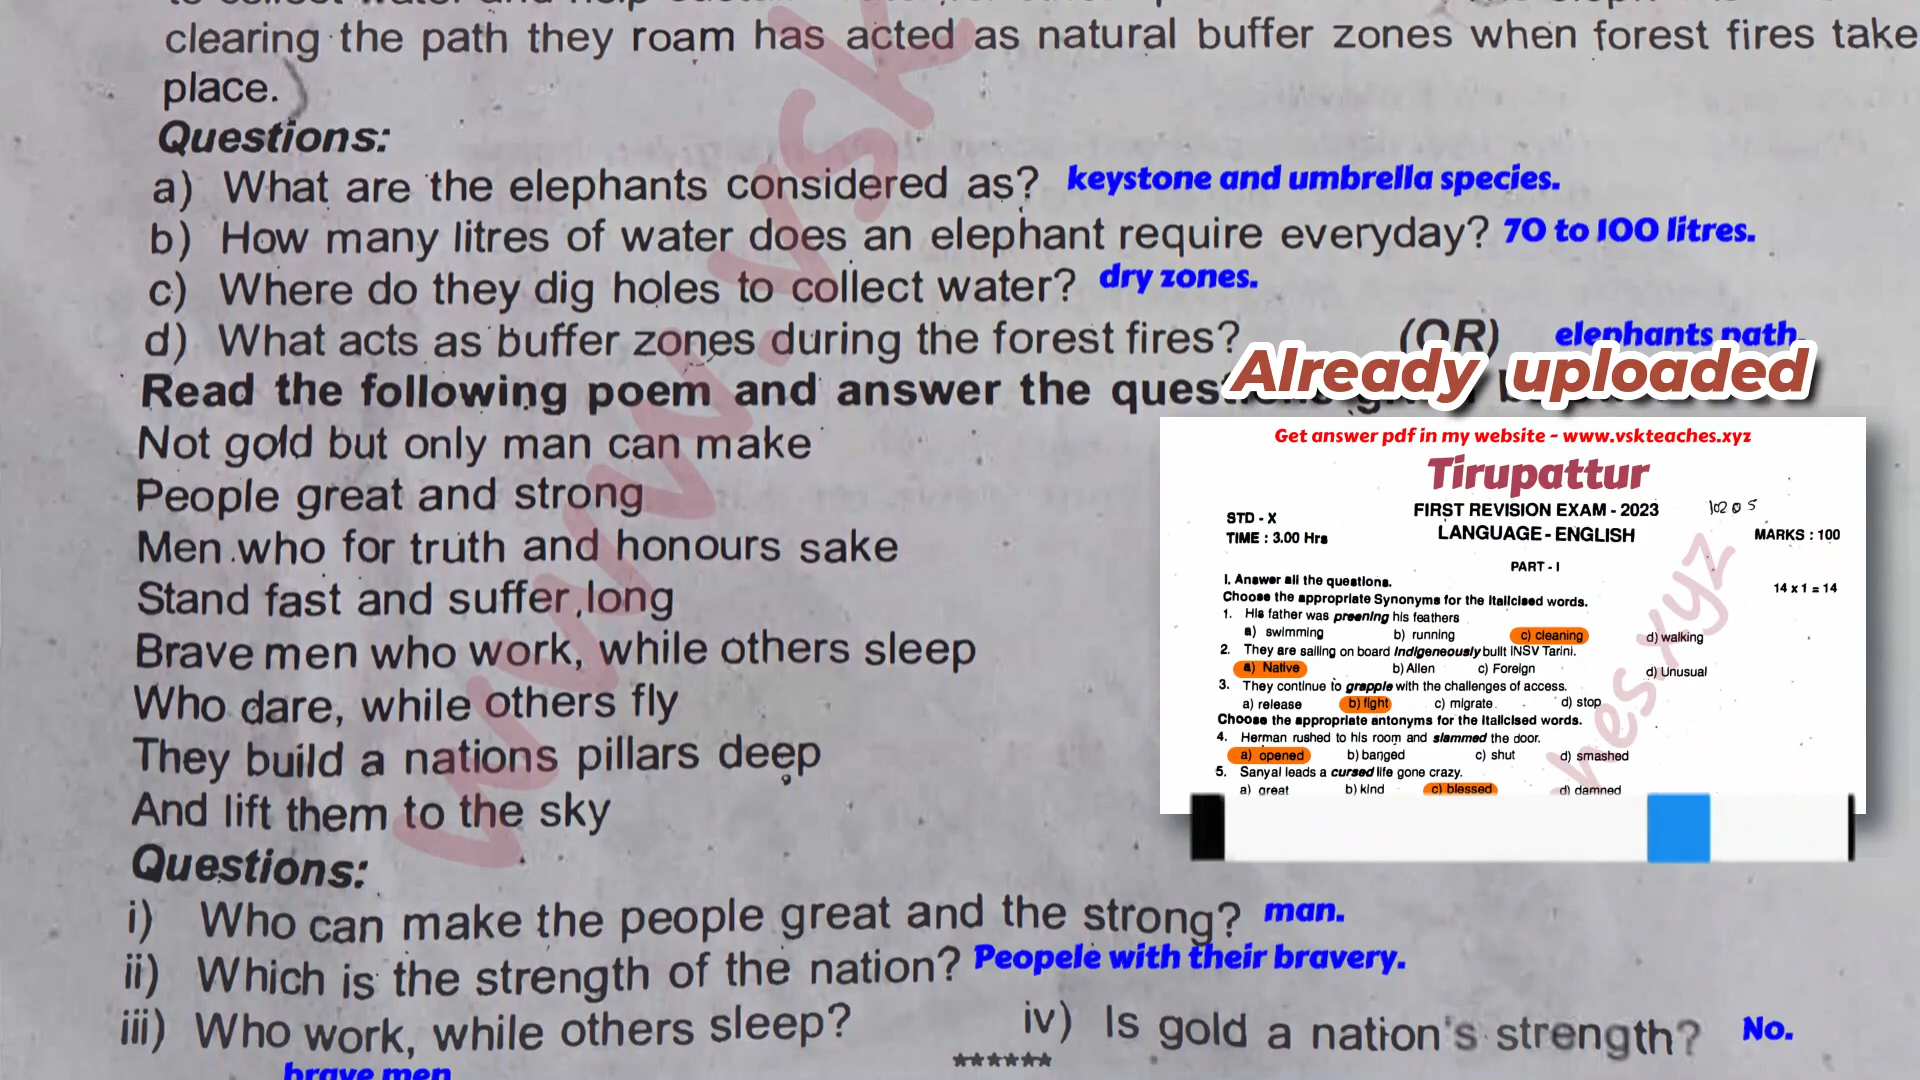 clearing the path they roam has acted as natural buffer zones when forest fires take
place.
Questions:
a) What are the elephants considered as? keystone and umbrella species.
b) How many litres of water does an elephant require everyday? 70 to 100 litres.
c) Where do they dig holes to collect water? dry zones.
d) What acts as buffer zones during the forest fires? (OR) elephants path.
Read the following poem and answer the
Already uploaded
Not gold but only man can make
People great and strong
Men who for truth and honours sake
Stand fast and suffer, long
Brave men who work, while others sleep
Who dare, while others fly
They build a nations pillars deep
And lift them to the sky
Questions:
i) Who can make the people great and the strong? man.
ii) Which is the strength of the nation? Peopele with their bravery.
iii) Who work, while others sleep? iv) Is gold a nation's strength? No.
brave men
******
Get answer pdf in my website - www.vskteaches.xyz
Tirupattur
FIRST REVISION EXAM - 2023 10205
STD - X
LANGUAGE - ENGLISH
TIME : 3.00 Hrs MARKS : 100
PART - I
I. Answer all the questions. 14 x 1 = 14
Choose the appropriate Synonyms for the italicised words.
1. His father was preening his feathers
a) swimming b) running c) cleaning d) walking
2. They are sailing on board Indigeneously built INSV Tarini.
a) Native b) Alien c) Foreign d) Unusual
3. They continue to grapple with the challenges of access.
a) release b) fight c) migrate d) stop
Choose the appropriate antonyms for the italicised words.
4. Herman rushed to his room and slammed the door.
a) opened b) banged c) shut d) smashed
5. Sanyal leads a cursed life gone crazy.
a) great b) kind c) blessed d) damned
www.vsk
hes.xyz